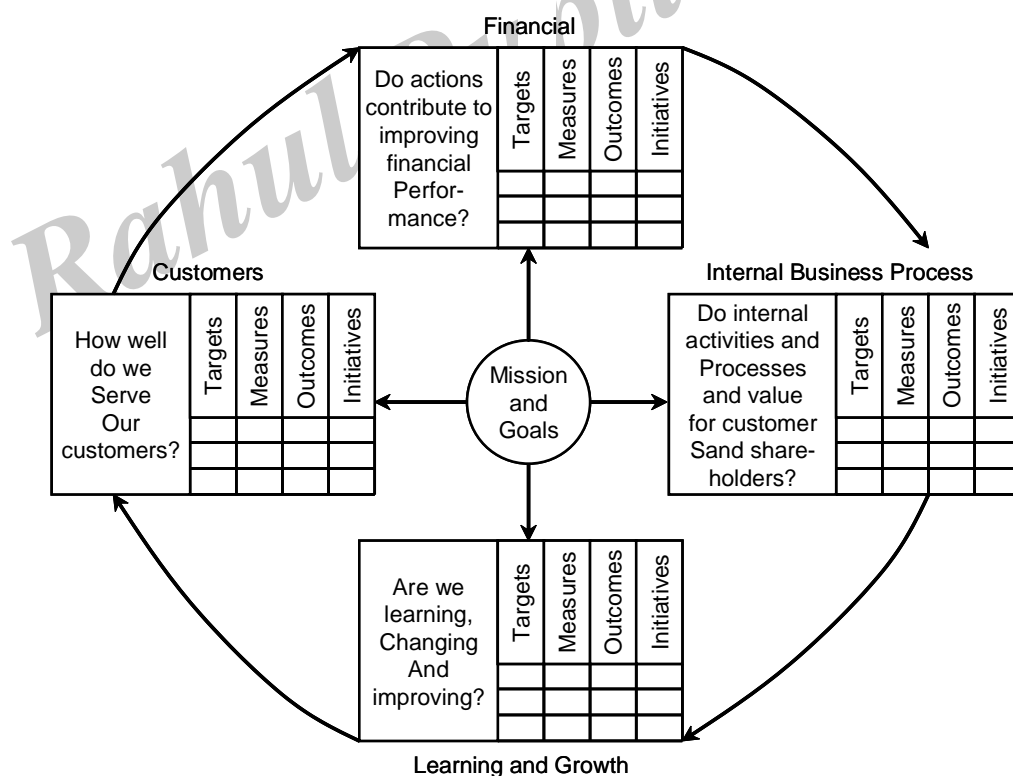 Financial
Do actions
contribute to
improving
financial
Perfor-
mance?
Targets
Measures
Outcomes
Initiatives
Customers
How well
do we
Serve
Our
customers?
Targets
Measures
Outcomes
Initiatives
Mission
and
Goals
Internal Business Process
Do internal
activities and
Processes
and value
for customer
Sand share-
holders?
Targets
Measures
Outcomes
Initiatives
Are we
learning,
Changing
And
improving?
Targets
Measures
Outcomes
Initiatives
Learning and Growth
Rahul